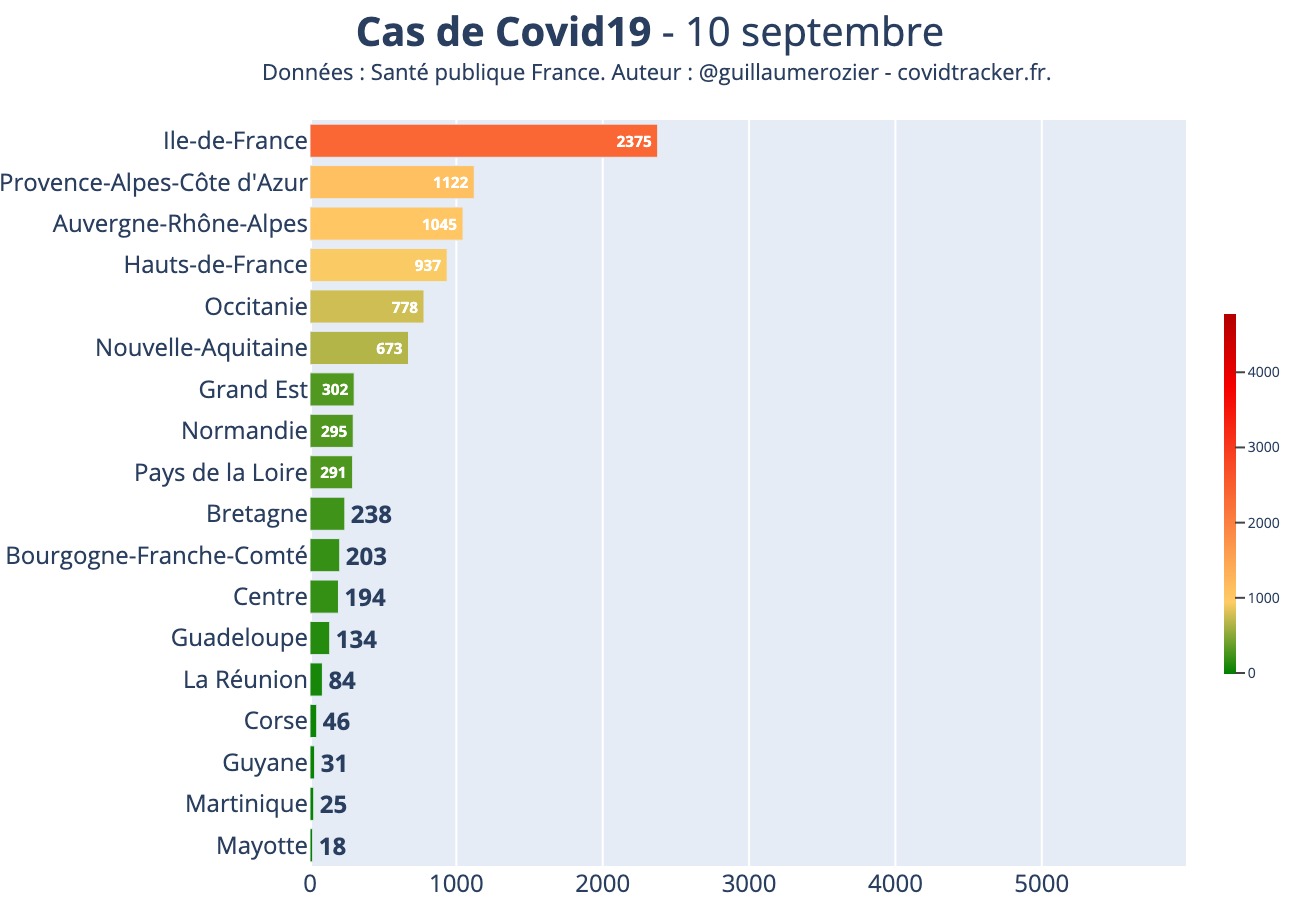 Cas de Covid19 - 10 septembre
Données : Santé publique France. Auteur : @guillaumerozier - covidtracker.fr.
Ile-de-France 2375
Provence-Alpes-Côte d'Azur 1122
Auvergne-Rhône-Alpes 1045
Hauts-de-France 937
Occitanie 778
Nouvelle-Aquitaine 673
Grand Est 302
Normandie 295
Pays de la Loire 291
Bretagne 238
Bourgogne-Franche-Comté 203
Centre 194
Guadeloupe 134
La Réunion 84
Corse 46
Guyane 31
Martinique 25
Mayotte 18
0 1000 2000 3000 4000 5000
4000
3000
2000
1000
0